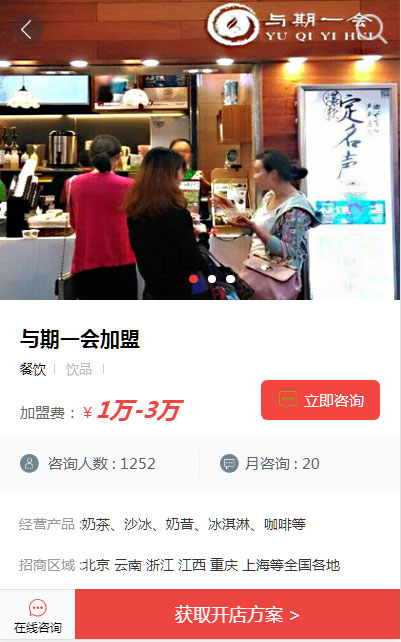 与期一会
YU QI YI HUI
定名声
与期一会加盟
餐饮 饮品
加盟费：￥1万-3万
立即咨询
咨询人数 : 1252
月咨询 : 20
经营产品 :奶茶、沙冰、奶昔、冰淇淋、咖啡等
招商区域 :北京 云南 浙江 江西 重庆 上海等全国各地
在线咨询
获取开店方案 >